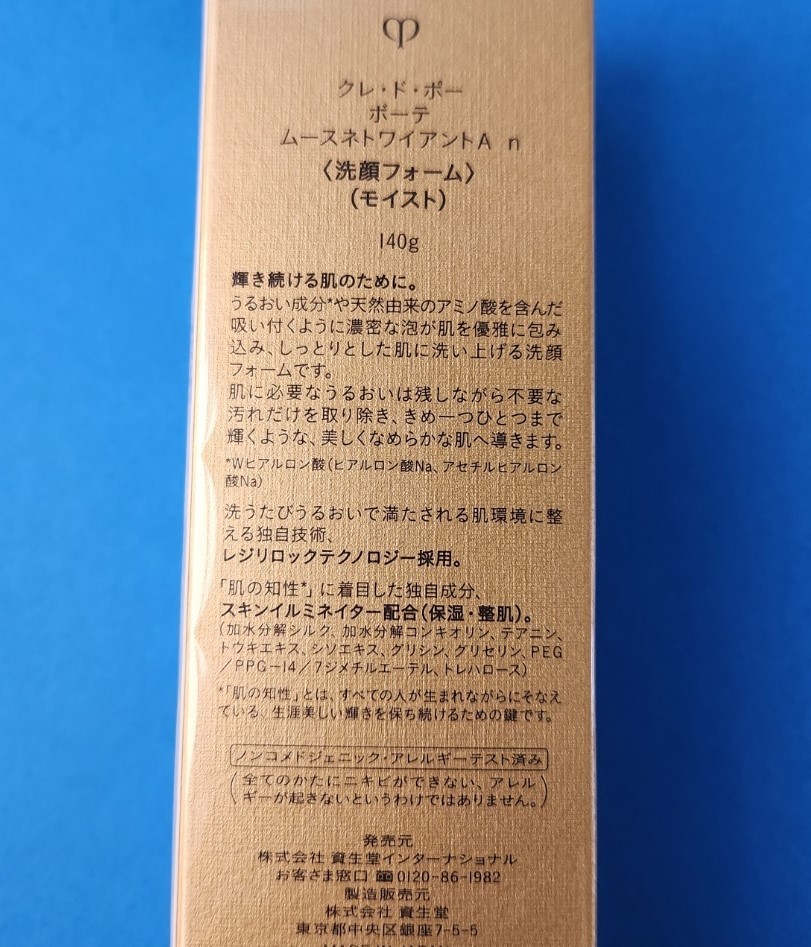 クレ・ド・ポー
ボーテ
ムースネトワイアントA n
〈洗顔フォーム〉
(モイスト)
140g
輝き続ける肌のために。
うるおい成分*や天然由来のアミノ酸を含んだ
吸い付くように濃密な泡が肌を優雅に包み
込み、しっとりとした肌に洗い上げる洗顔
フォームです。
肌に必要なうるおいは残しながら不要な
汚れだけを取り除き、きめ一つひとつまで
輝くような、美しくなめらかな肌へ導きます。
*Wヒアルロン酸(ヒアルロン酸Na、アセチルヒアルロン
酸Na)
洗うたびうるおいで満たされる肌環境に整
える独自技術、
レジリロックテクノロジー採用。
「肌の知性*」に着目した独自成分、
スキンイルミネイター配合(保湿・整肌)。
(加水分解シルク、加水分解コンキオリン、テアニン、
トウキエキス、シソエキス、グリシン、グリセリン、PEG
/PPG-14/7ジメチルエーテル、トレハロース)
*「肌の知性」とは、すべての人が生まれながらにそなえ
ている、生涯美しい輝きを保ち続けるための鍵です。
ノンコメドジェニック・アレルギーテスト済み
(全てのかたにニキビができない、アレル
ギーが起きないというわけではありません。)
発売元
株式会社 資生堂インターナショナル
お客さま窓口 0120-86-1982
製造販売元
株式会社 資生堂
東京都中央区銀座7-5-5